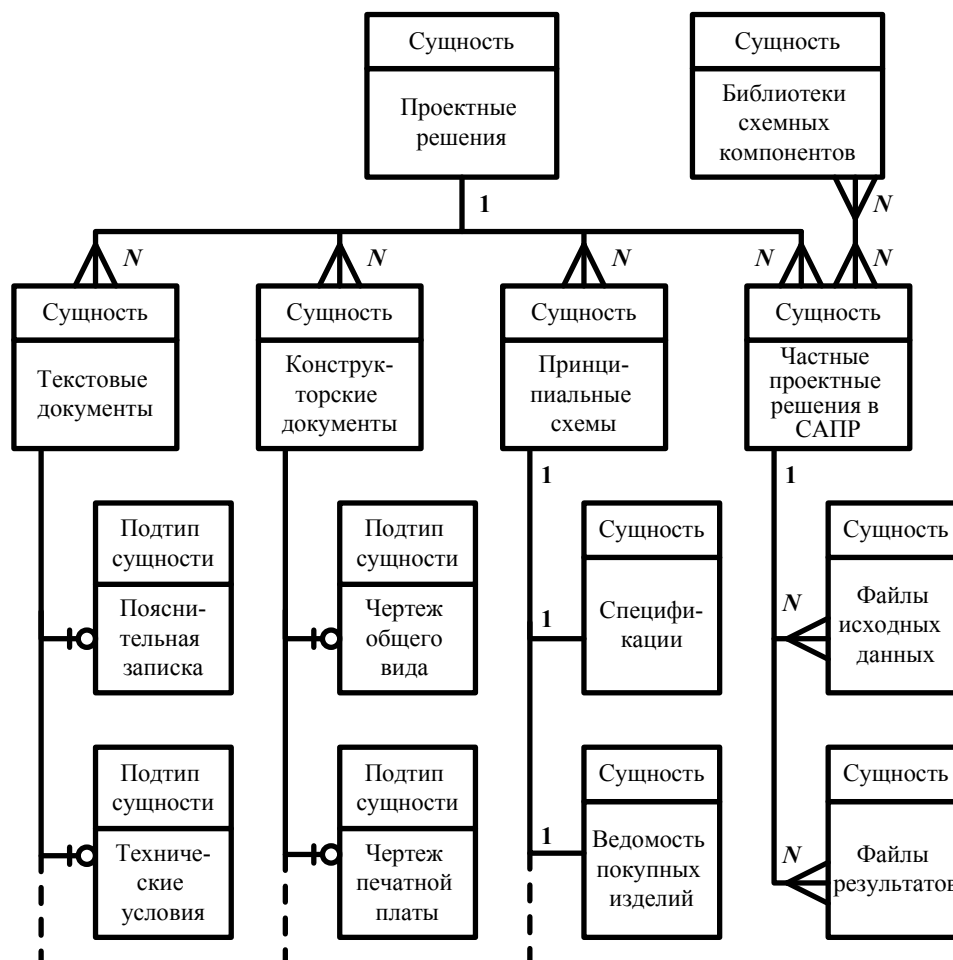 Сущность
Проектные
решения
Сущность
Библиотеки
схемных
компонентов
1
N
N
N
N
N
N
Сущность
Текстовые
документы
Сущность
Конструк-
торские
документы
Сущность
Принци-
пиальные
схемы
Сущность
Частные
проектные
решения в
САПР
1
1
Подтип
сущности
Поясни-
тельная
записка
Подтип
сущности
Чертеж
общего
вида
1
Сущность
Специфи-
кации
N
Сущность
Файлы
исходных
данных
Подтип
сущности
Техниче-
ские
условия
Подтип
сущности
Чертеж
печатной
платы
1
Сущность
Ведомость
покупных
изделий
N
Сущность
Файлы
результатов